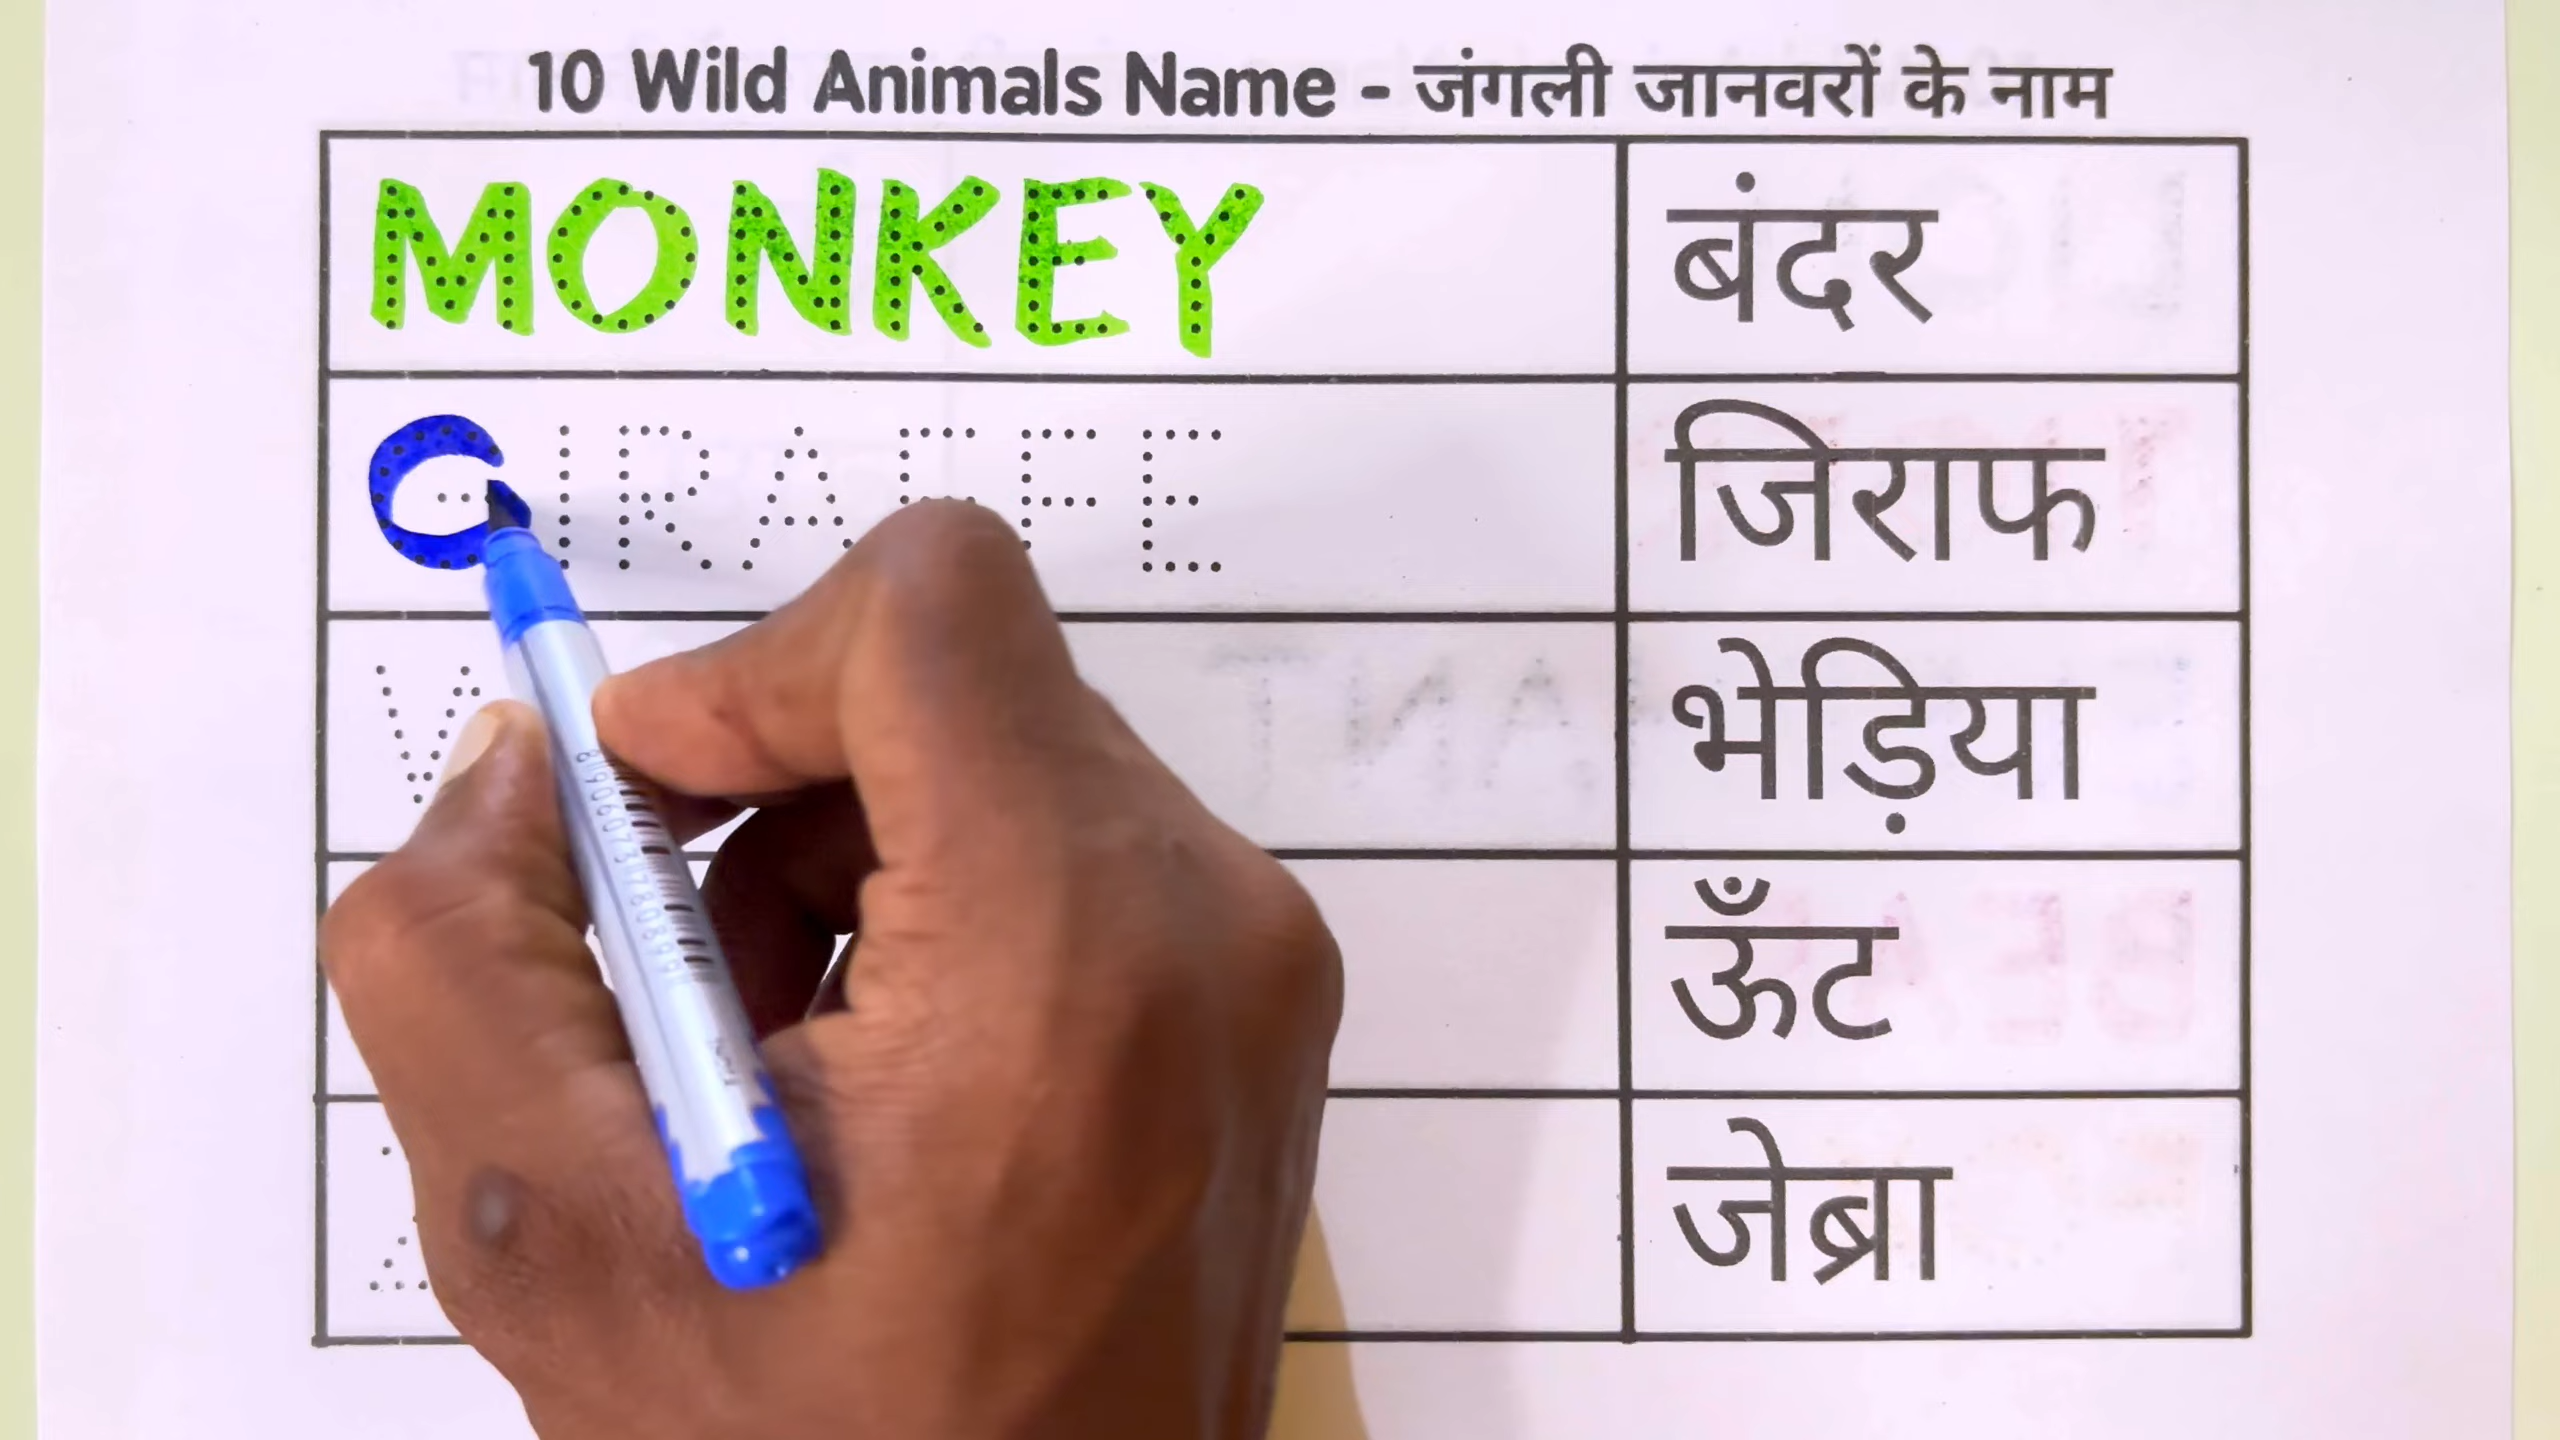 10 Wild Animals Name - जंगली जानवरों के नाम
MONKEY बंदर
GIRAFFE जिराफ
भेड़िया
ऊँट
जेब्रा